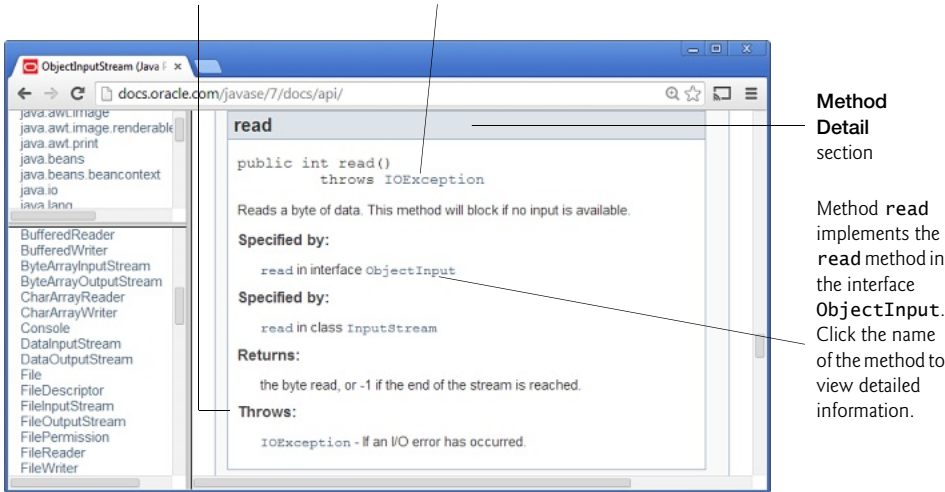 ObjectInputStream (Java P
docs.oracle.com/javase/7/docs/api/
java.awt.image
java.awt.image.renderable
java.awt.print
java.beans
java.beans.beancontext
java.io
java.lang
BufferedReader
BufferedWriter
ByteArrayInputStream
ByteArrayOutputStream
CharArrayReader
CharArrayWriter
Console
DataInputStream
DataOutputStream
File
FileDescriptor
FileInputStream
FileOutputStream
FilePermission
FileReader
FileWriter
read
public int read()
throws IOException
Reads a byte of data. This method will block if no input is available.
Specified by:
read in interface ObjectInput
Specified by:
read in class InputStream
Returns:
the byte read, or -1 if the end of the stream is reached.
Throws:
IOException - If an I/O error has occurred.
Method
Detail
section
Method read
implements the
read method in
the interface
ObjectInput.
Click the name
of the method to
view detailed
information.